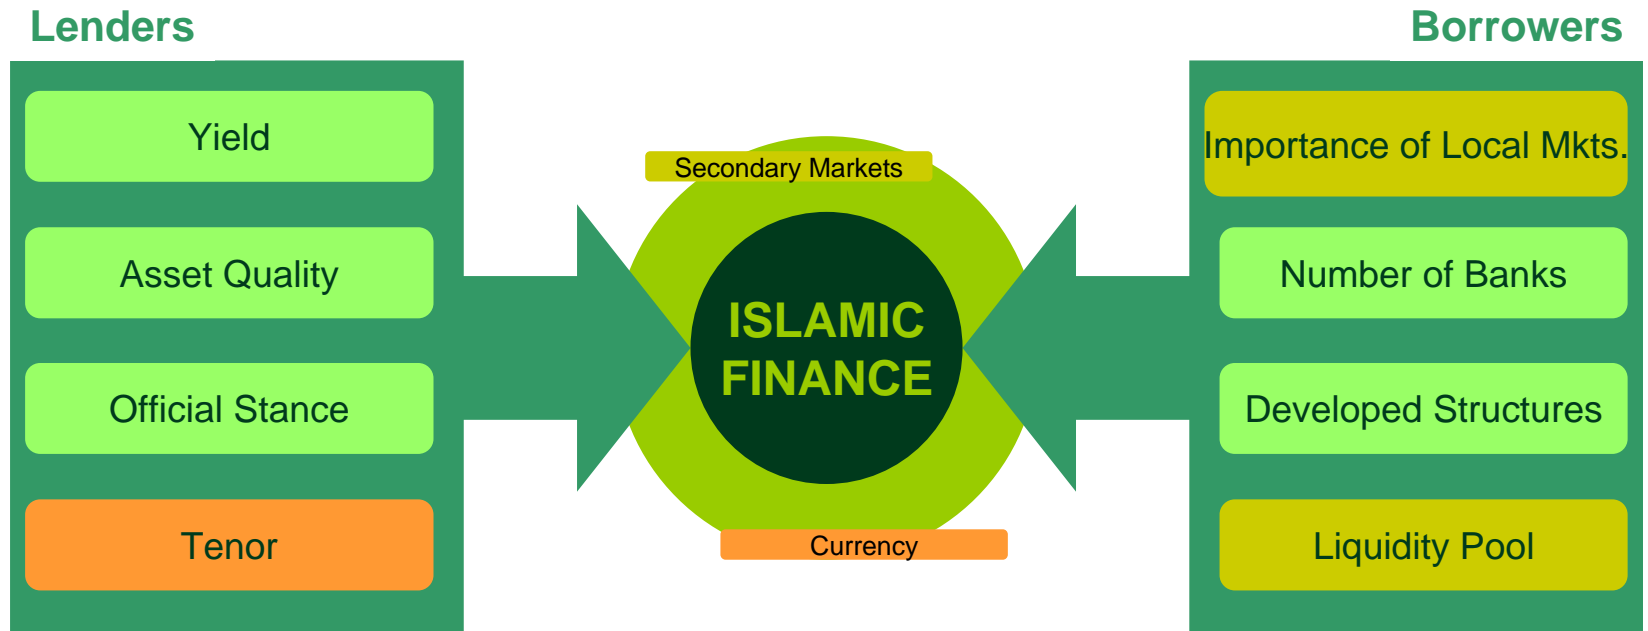 Lenders
Borrowers
Yield
Asset Quality
Official Stance
Tenor
Secondary Markets
ISLAMIC
FINANCE
Currency
Importance of Local Mkts.
Number of Banks
Developed Structures
Liquidity Pool